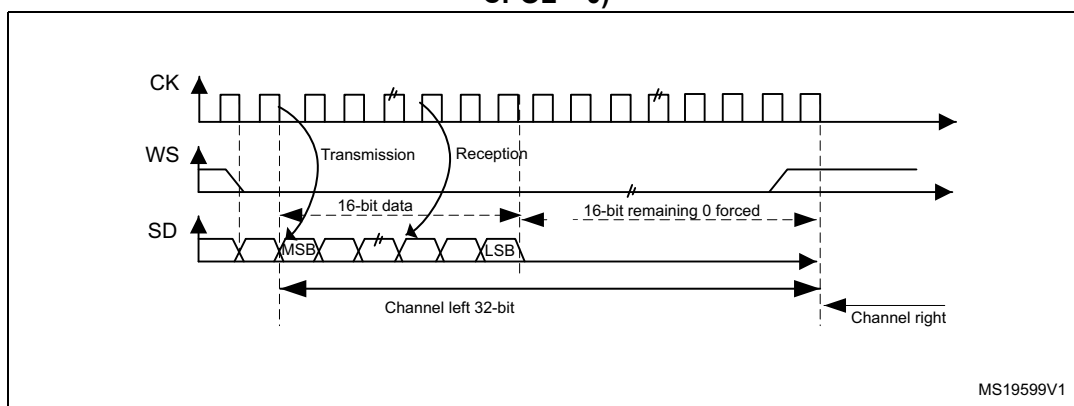 CK
Transmission
Reception
WS
16-bit data
16-bit remaining 0 forced
SD
MSB
LSB
Channel left 32-bit
Channel right
MS19599V1